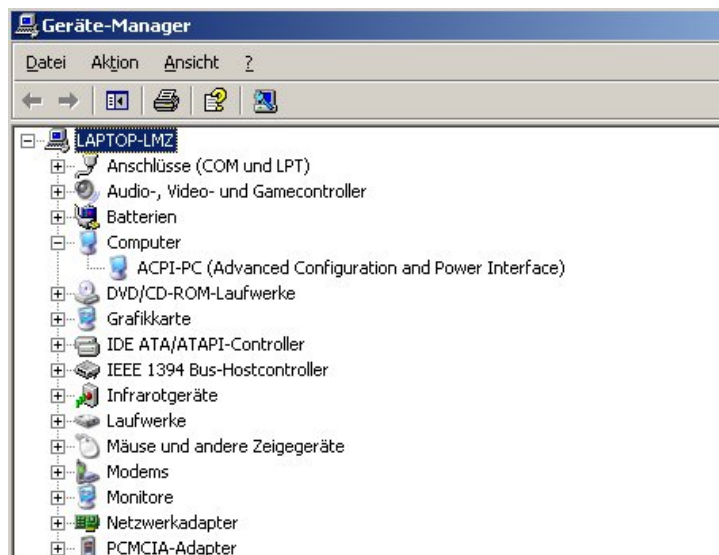 Geräte-Manager
Datei Aktion Ansicht ?
LAPTOP-LMZ
Anschlüsse (COM und LPT)
Audio-, Video- und Gamecontroller
Batterien
Computer
ACPI-PC (Advanced Configuration and Power Interface)
DVD/CD-ROM-Laufwerke
Grafikkarte
IDE ATA/ATAPI-Controller
IEEE 1394 Bus-Hostcontroller
Infrarotgeräte
Laufwerke
Mäuse und andere Zeigegeräte
Modems
Monitore
Netzwerkadapter
PCMCIA-Adapter